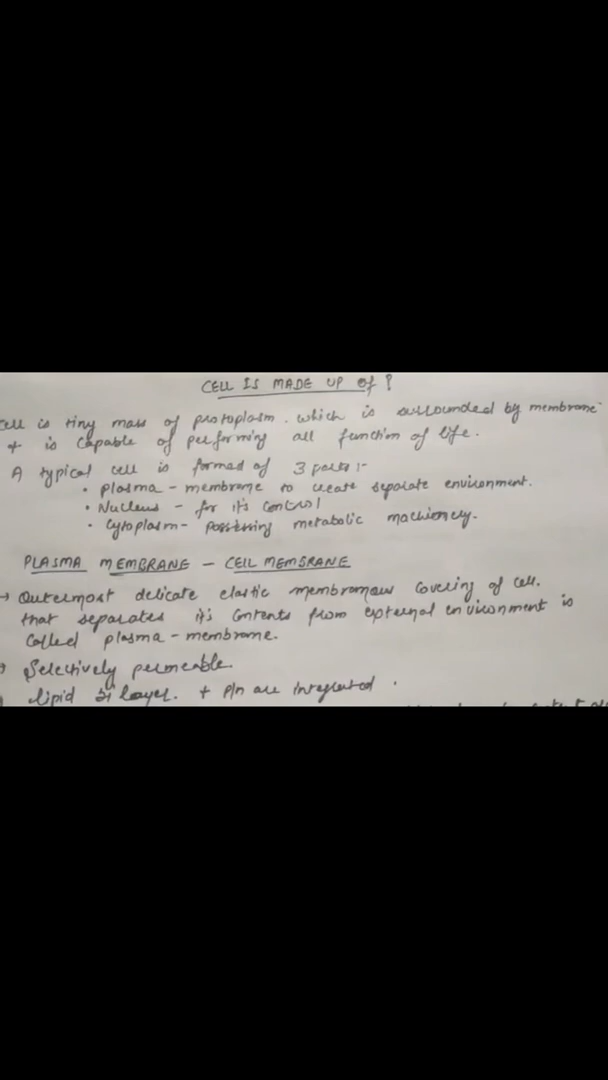 CELL IS MADE UP of ?
Cell is tiny mass of protoplasm. which is surrounded by membrane
+ is capable of performing all function of life.
A typical cell is formed of 3 parts :-
• Plasma - membrane to create separate environment.
• Nucleus - for it's control
• Cytoplasm - possessing metabolic machinery.
PLASMA MEMBRANE - CELL MEMBRANE
→ Outermost delicate elastic membranous covering of cell.
that separates it's contents from external environment is
called plasma - membrane.
→ Selectively permeable.
lipid bilayer. + P/n are integrated .